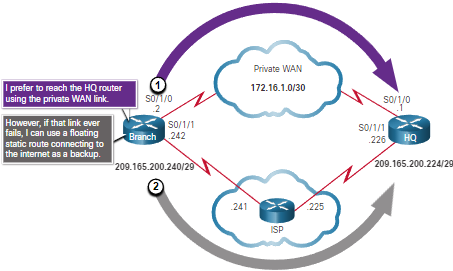 Private WAN
172.16.1.0/30
1
I prefer to reach the HQ router
using the private WAN link.
S0/1/0
.2
S0/1/0
.1
However, if that link ever
fails, I can use a floating
static route connecting to
the internet as a backup.
Branch
S0/1/1
.242
S0/1/1
.226
HQ
209.165.200.240/29
209.165.200.224/29
2
.241
.225
ISP